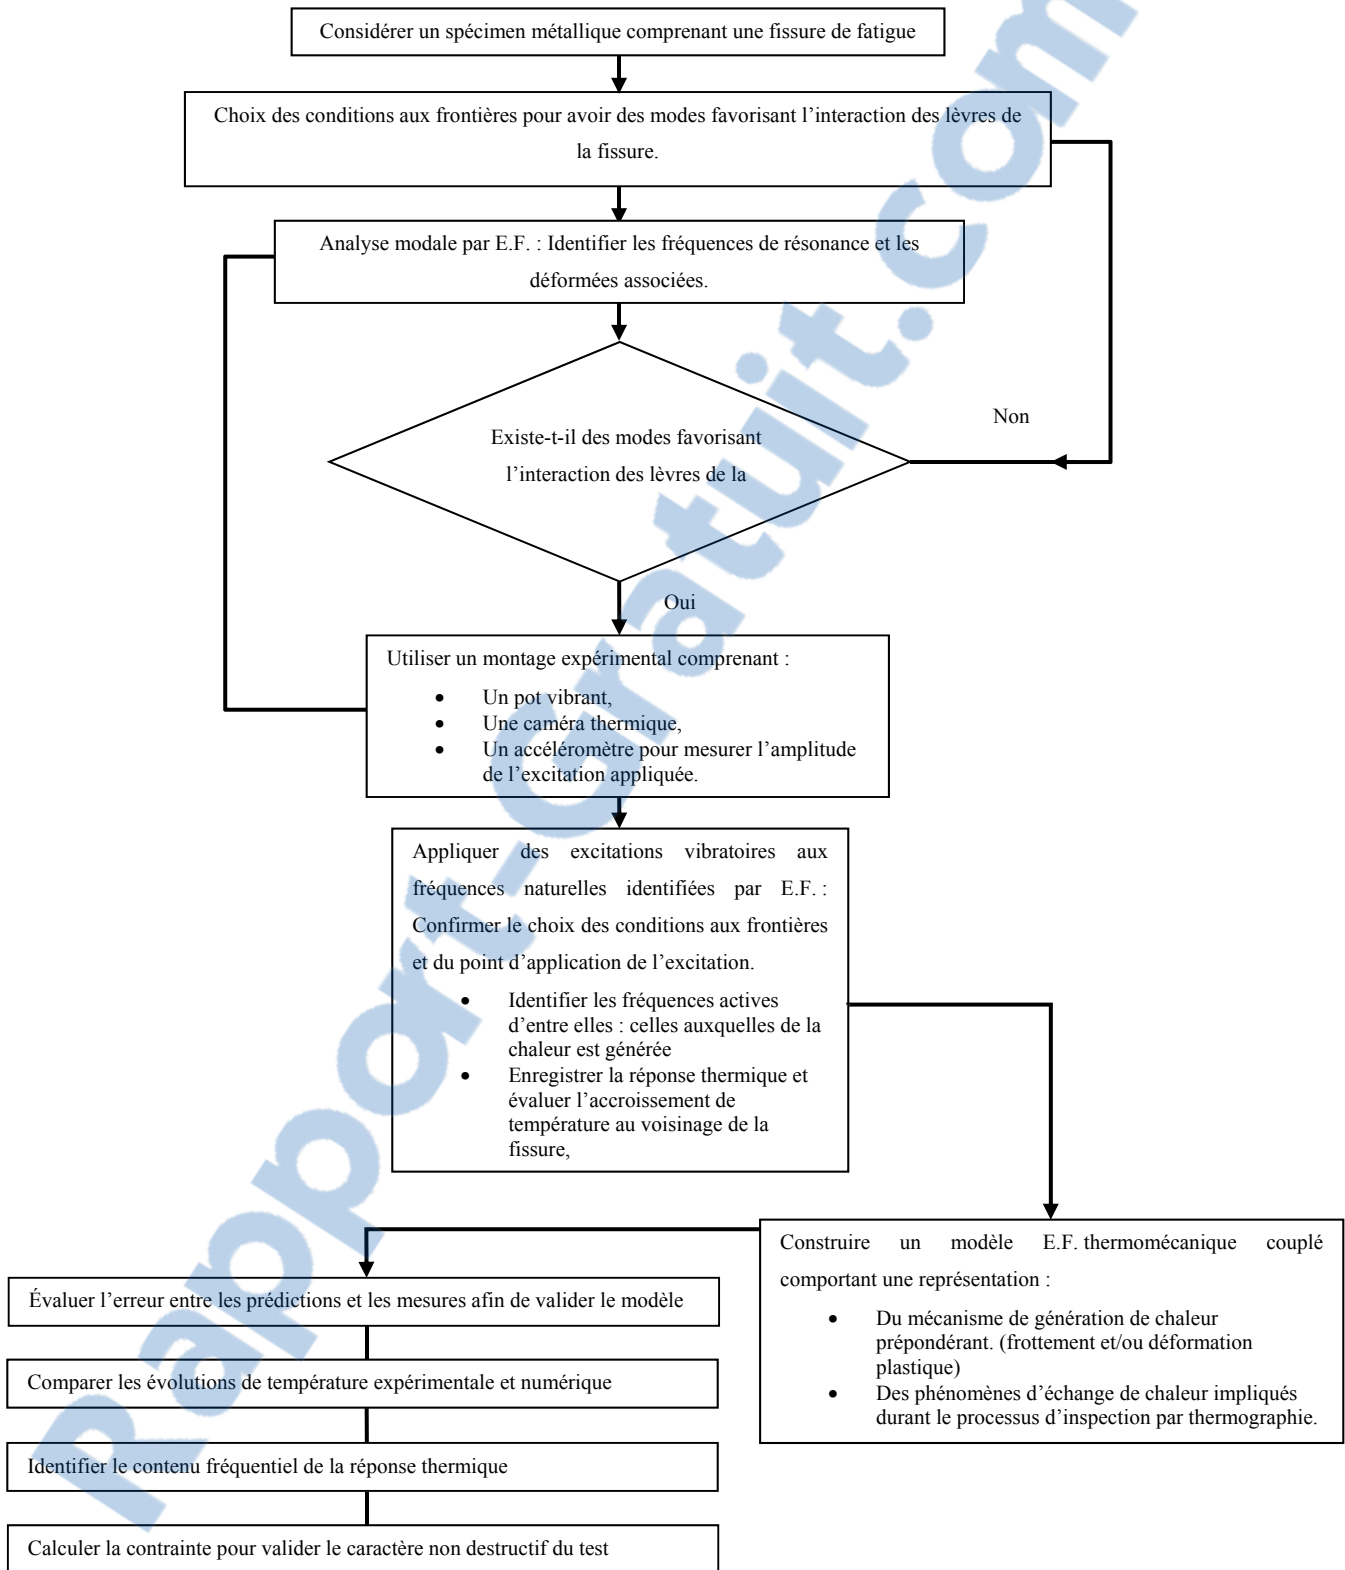 Considérer un spécimen métallique comprenant une fissure de fatigue
Choix des conditions aux frontières pour avoir des modes favorisant l'interaction des lèvres de
la fissure.
Analyse modale par E.F. : Identifier les fréquences de résonance et les
déformées associées.
Non
Existe-t-il des modes favorisant
l'interaction des lèvres de la
Oui
Utiliser un montage expérimental comprenant :
• Un pot vibrant,
• Une caméra thermique,
• Un accéléromètre pour mesurer l'amplitude
de l'excitation appliquée.
Appliquer des excitations vibratoires aux
fréquences naturelles identifiées par E.F. :
Confirmer le choix des conditions aux frontières
et du point d'application de l'excitation.
• Identifier les fréquences actives
d'entre elles : celles auxquelles de la
chaleur est générée
• Enregistrer la réponse thermique et
évaluer l'accroissement de
température au voisinage de la
fissure,
Construire un modèle E.F. thermomécanique couplé
comportant une représentation :
• Du mécanisme de génération de chaleur
prépondérant. (frottement et/ou déformation
plastique)
• Des phénomènes d'échange de chaleur impliqués
durant le processus d'inspection par thermographie.
Évaluer l'erreur entre les prédictions et les mesures afin de valider le modèle
Comparer les évolutions de température expérimentale et numérique
Identifier le contenu fréquentiel de la réponse thermique
Calculer la contrainte pour valider le caractère non destructif du test
Rapport-Gratuit.com